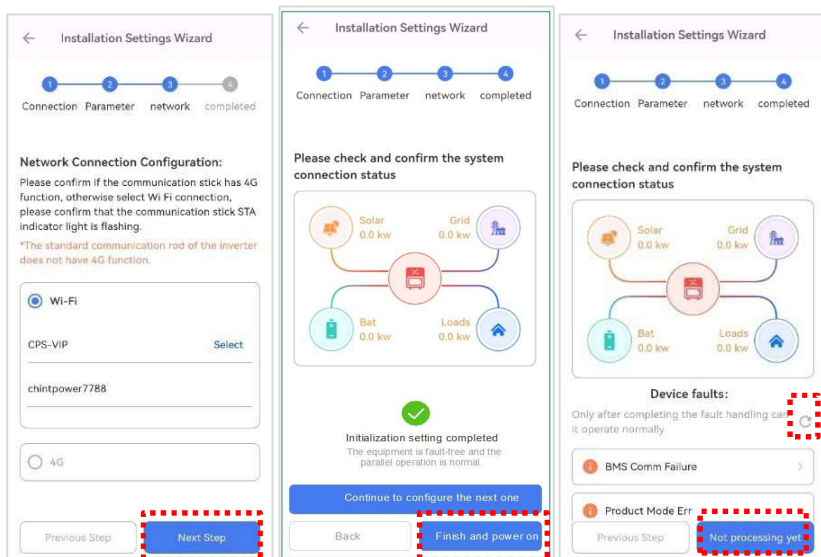 Installation Settings Wizard
1 2 3 4
Connection Parameter network completed
Network Connection Configuration:
Please confirm if the communication stick has 4G
function, otherwise select Wi Fi connection,
please confirm that the communication stick STA
indicator light is flashing.
*The standard communication rod of the inverter
does not have 4G function.
Wi-Fi
CPS-VIP Select
chintpower7788
4G
Previous Step Next Step
Installation Settings Wizard
1 2 3 4
Connection Parameter network completed
Please check and confirm the system
connection status
Solar Grid
0.0 kw 0.0 kw
Bat Loads
0.0 kw 0.0 kw
Initialization setting completed
The equipment is fault-free and the
parallel operation is normal.
Continue to configure the next one
Back Finish and power on
Installation Settings Wizard
1 2 3 4
Connection Parameter network completed
Please check and confirm the system
connection status
Solar Grid
0.0 kw 0.0 kw
Bat Loads
0.0 kw 0.0 kw
Device faults:
Only after completing the fault handling can
it operate normally
BMS Comm Failure
Product Mode Err
Previous Step Not processing yet